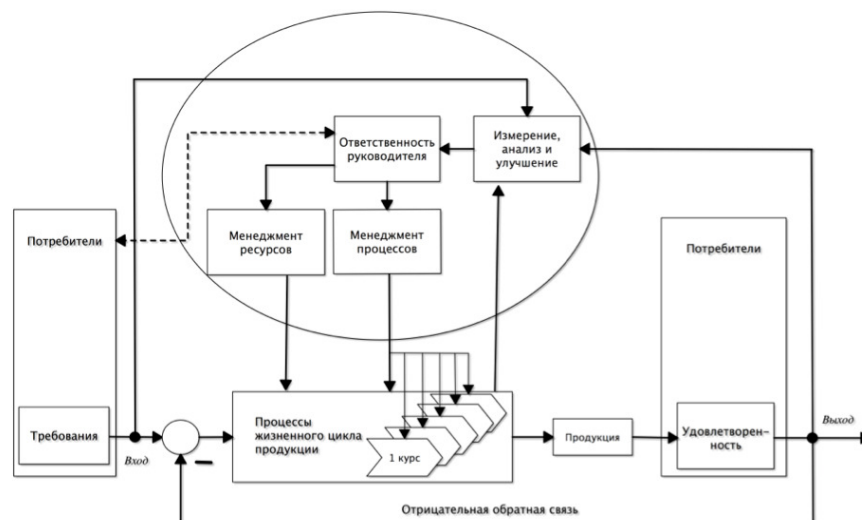 Ответственность
руководителя
Измерение,
анализ и
улучшение
Потребители
Менеджмент
ресурсов
Менеджмент
процессов
Потребители
Требования
Вход
Процессы
жизненного цикла
продукции
1 курс
Продукция
Удовлетворен-
ность
Выход
Отрицательная обратная связь